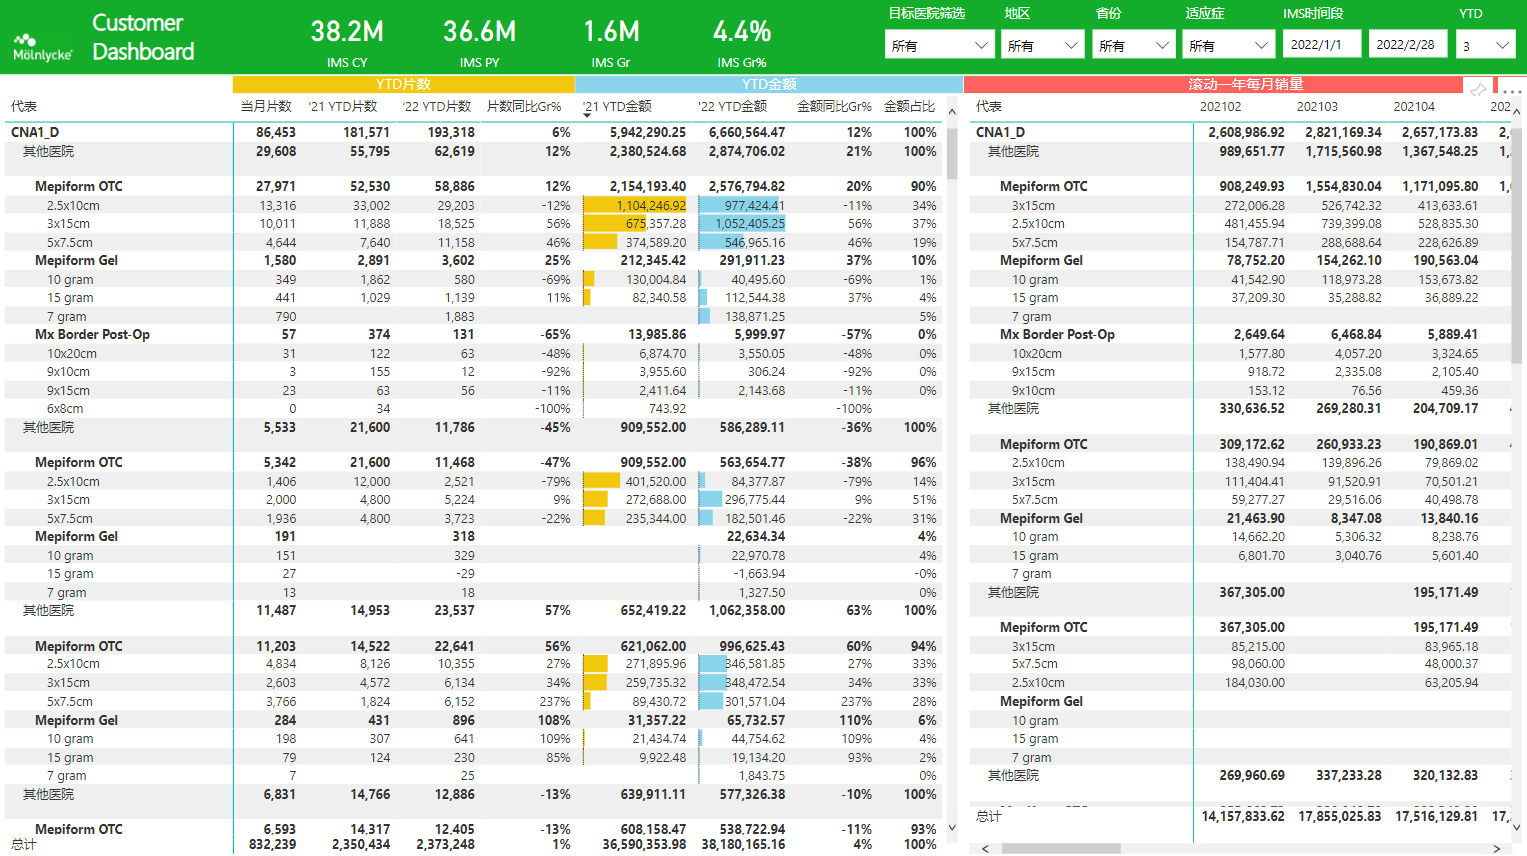 Mölnlycke®
Customer
Dashboard
38.2M
IMS CY
36.6M
IMS PY
1.6M
IMS Gr
4.4%
IMS Gr%
目标医院筛选 地区 省份 适应症 IMS时间段 YTD
所有 所有 所有 所有 2022/1/1 2022/2/28 3
YTD片数 YTD金额
代表 当月片数 '21 YTD片数 '22 YTD片数 片数同比Gr% '21 YTD金额 '22 YTD金额 金额同比Gr% 金额占比
CNA1_D 86,453 181,571 193,318 6% 5,942,290.25 6,660,564.47 12% 100%
其他医院 29,608 55,795 62,619 12% 2,380,524.68 2,874,706.02 21% 100%
Mepiform OTC 27,971 52,530 58,886 12% 2,154,193.40 2,576,794.82 20% 90%
2.5x10cm 13,316 33,002 29,203 -12% 1,104,246.92 977,424.41 -11% 34%
3x15cm 10,011 11,888 18,525 56% 675,357.28 1,052,405.25 56% 37%
5x7.5cm 4,644 7,640 11,158 46% 374,589.20 546,965.16 46% 19%
Mepiform Gel 1,580 2,891 3,602 25% 212,345.42 291,911.23 37% 10%
10 gram 349 1,862 580 -69% 130,004.84 40,495.60 -69% 1%
15 gram 441 1,029 1,139 11% 82,340.58 112,544.38 37% 4%
7 gram 790 1,883 138,871.25 5%
Mx Border Post-Op 57 374 131 -65% 13,985.86 5,999.97 -57% 0%
10x20cm 31 122 63 -48% 6,874.70 3,550.05 -48% 0%
9x10cm 3 155 12 -92% 3,955.60 306.24 -92% 0%
9x15cm 23 63 56 -11% 2,411.64 2,143.68 -11% 0%
6x8cm 0 34 -100% 743.92 -100%
其他医院 5,533 21,600 11,786 -45% 909,552.00 586,289.11 -36% 100%
Mepiform OTC 5,342 21,600 11,468 -47% 909,552.00 563,654.77 -38% 96%
2.5x10cm 1,406 12,000 2,521 -79% 401,520.00 84,377.87 -79% 14%
3x15cm 2,000 4,800 5,224 9% 272,688.00 296,775.44 9% 51%
5x7.5cm 1,936 4,800 3,723 -22% 235,344.00 182,501.46 -22% 31%
Mepiform Gel 191 318 22,634.34 4%
10 gram 151 329 22,970.78 4%
15 gram 27 -29 -1,663.94 -0%
7 gram 13 18 1,327.50 0%
其他医院 11,487 14,953 23,537 57% 652,419.22 1,062,358.00 63% 100%
Mepiform OTC 11,203 14,522 22,641 56% 621,062.00 996,625.43 60% 94%
2.5x10cm 4,834 8,126 10,355 27% 271,895.96 346,581.85 27% 33%
3x15cm 2,603 4,572 6,134 34% 259,735.32 348,472.54 34% 33%
5x7.5cm 3,766 1,824 6,152 237% 89,430.72 301,571.04 237% 28%
Mepiform Gel 284 431 896 108% 31,357.22 65,732.57 110% 6%
10 gram 198 307 641 109% 21,434.74 44,754.62 109% 4%
15 gram 79 124 230 85% 9,922.48 19,134.20 93% 2%
7 gram 7 25 1,843.75 0%
其他医院 6,831 14,766 12,886 -13% 639,911.11 577,326.38 -10% 100%
Mepiform OTC 6,593 14,317 12,405 -13% 608,158.47 538,722.94 -11% 93%
总计 832,239 2,350,434 2,373,248 1% 36,590,353.98 38,180,165.16 4% 100%
滚动一年每月销量
代表 202102 202103 202104 202
CNA1_D 2,608,986.92 2,821,169.34 2,657,173.83 2,
其他医院 989,651.77 1,715,560.98 1,367,548.25 1,
Mepiform OTC 908,249.93 1,554,830.04 1,171,095.80 1,
3x15cm 272,006.28 526,742.32 413,633.61
2.5x10cm 481,455.94 739,399.08 528,835.30
5x7.5cm 154,787.71 288,688.64 228,626.89
Mepiform Gel 78,752.20 154,262.10 190,563.04
10 gram 41,542.90 118,973.28 153,673.82
15 gram 37,209.30 35,288.82 36,889.22
7 gram
Mx Border Post-Op 2,649.64 6,468.84 5,889.41
10x20cm 1,577.80 4,057.20 3,324.65
9x15cm 918.72 2,335.08 2,105.40
9x10cm 153.12 76.56 459.36
其他医院 330,636.52 269,280.31 204,709.17
Mepiform OTC 309,172.62 260,933.23 190,869.01
2.5x10cm 138,490.94 139,896.26 79,869.02
3x15cm 111,404.41 91,520.91 70,501.21
5x7.5cm 59,277.27 29,516.06 40,498.78
Mepiform Gel 21,463.90 8,347.08 13,840.16
10 gram 14,662.20 5,306.32 8,238.76
15 gram 6,801.70 3,040.76 5,601.40
7 gram
其他医院 367,305.00 195,171.49
Mepiform OTC 367,305.00 195,171.49
3x15cm 85,215.00 83,965.18
5x7.5cm 98,060.00 48,000.37
2.5x10cm 184,030.00 63,205.94
Mepiform Gel
10 gram
15 gram
7 gram
其他医院 269,960.69 337,233.28 320,132.83
总计 14,157,833.62 17,855,025.83 17,516,129.81 17,